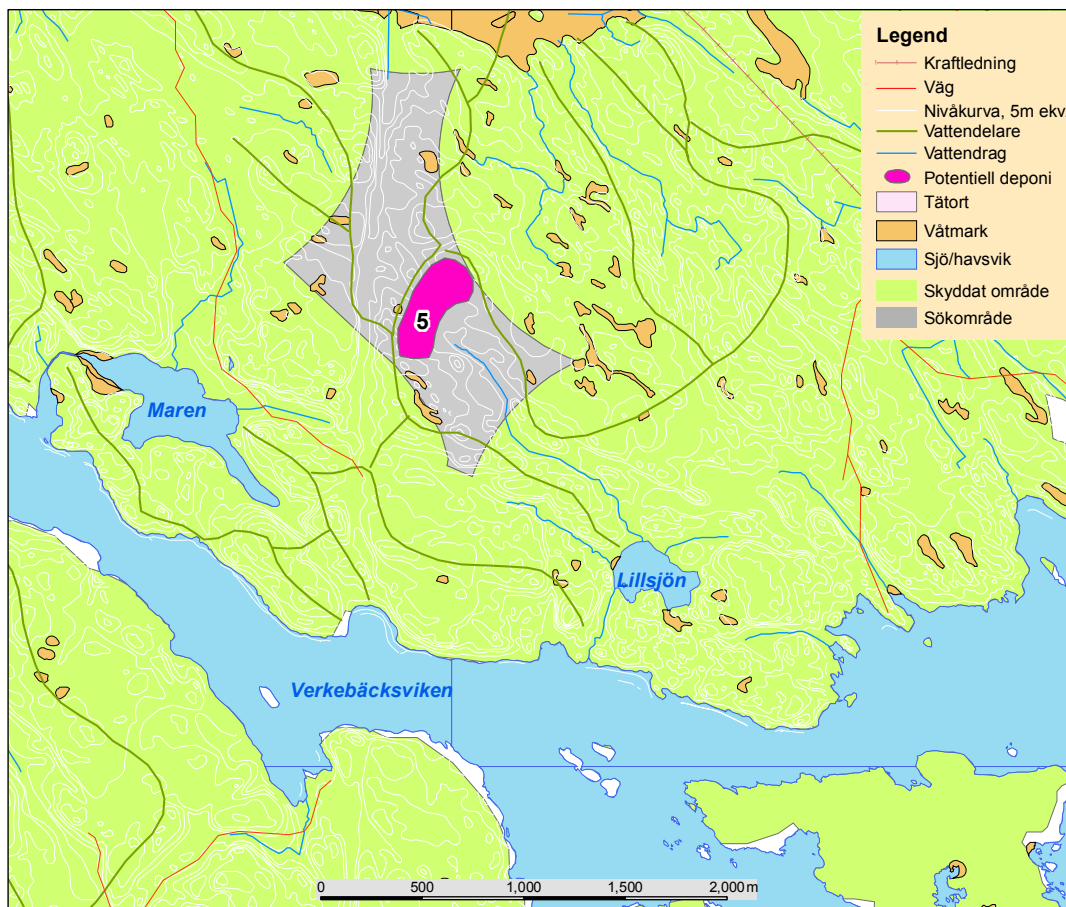 Legend
Kraftledning
Väg
Nivåkurva, 5m ekv.
Vattendelare
Vattendrag
Potentiell deponi
Tätort
Våtmark
Sjö/havsvik
Skyddat område
Sökområde
5
Maren
Lillsjön
Verkebäcksviken
0 500 1,000 1,500 2,000 m